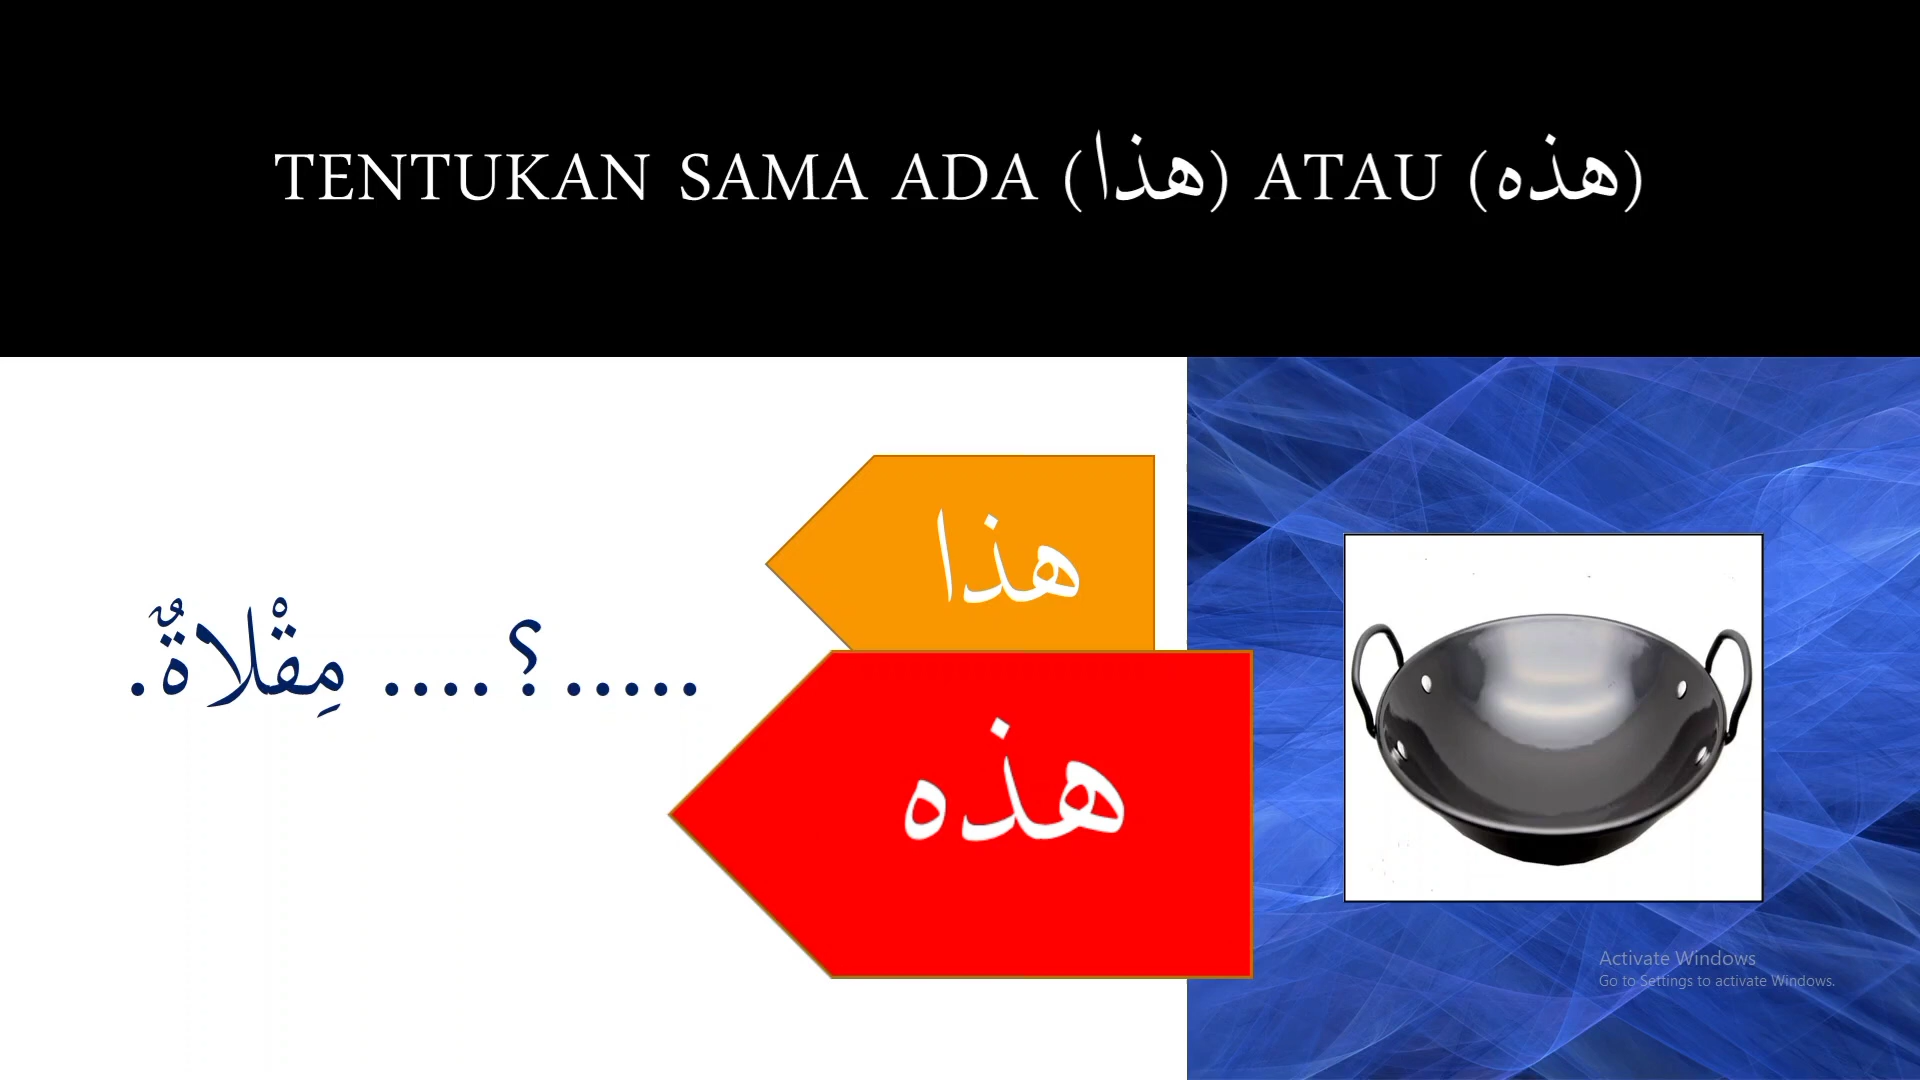 TENTUKAN SAMA ADA (هذا) ATAU (هذه)
هذا
.....؟.... مِقْلاةٌ.
هذه
Activate Windows
Go to Settings to activate Windows.